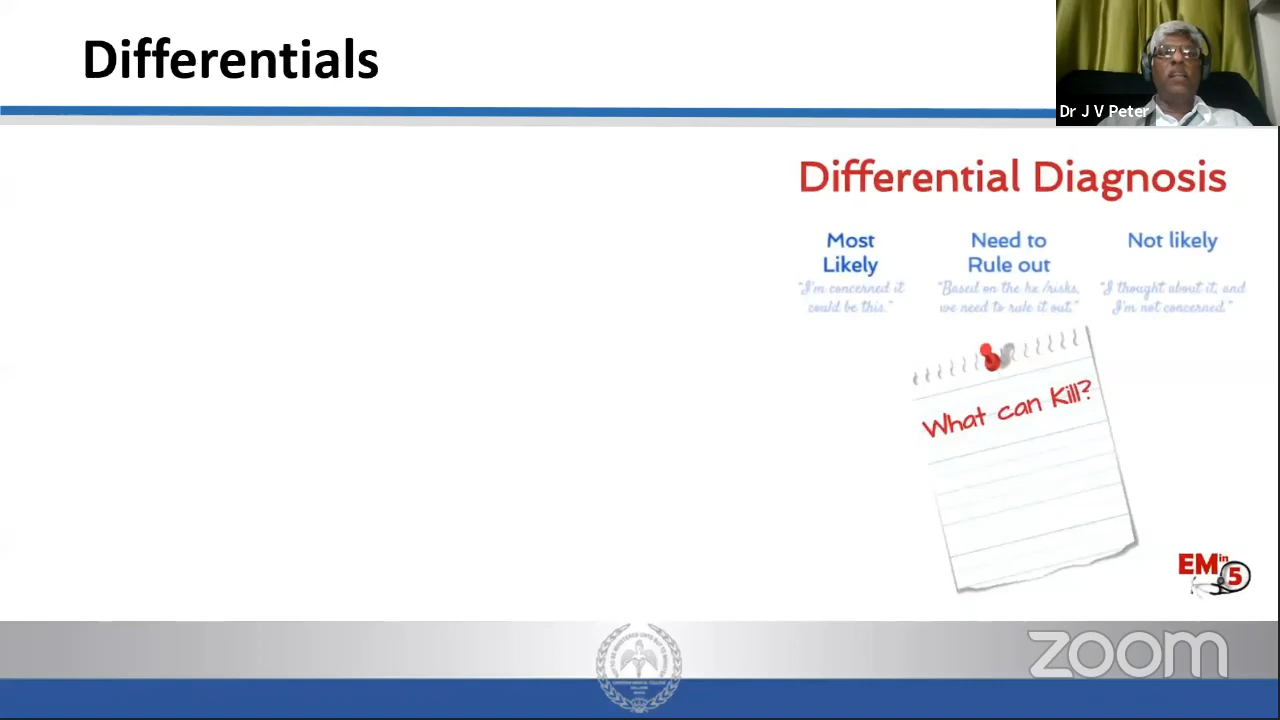 Differentials
Dr J V Peter
Differential Diagnosis
Most
Likely
"I'm concerned it
could be this."
Need to
Rule out
"Based on the hx/risks,
we need to rule it out."
Not likely
"I thought about it, and
I'm not concerned."
What can Kill?
EM in 5
zoom